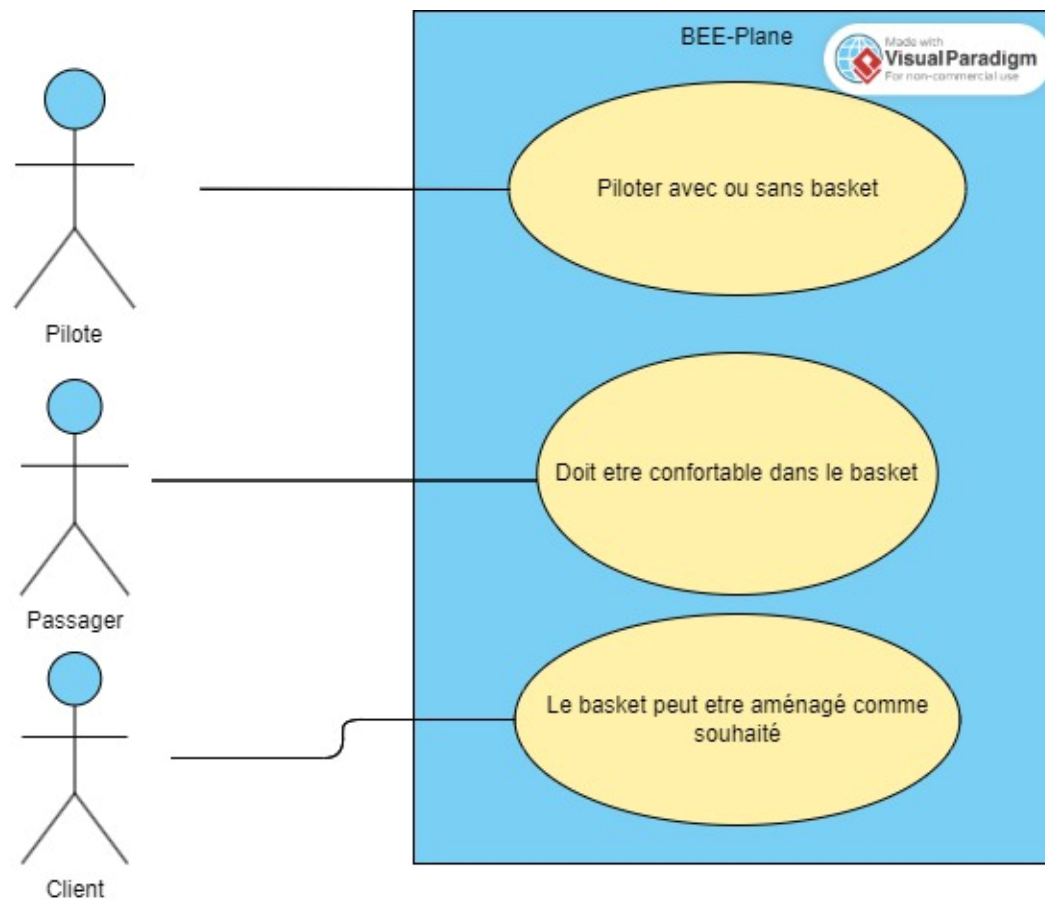 BEE-Plane
Made with
Visual Paradigm
For non-commercial use
Piloter avec ou sans basket
Pilote
Doit etre confortable dans le basket
Passager
Le basket peut etre aménagé comme
souhaité
Client